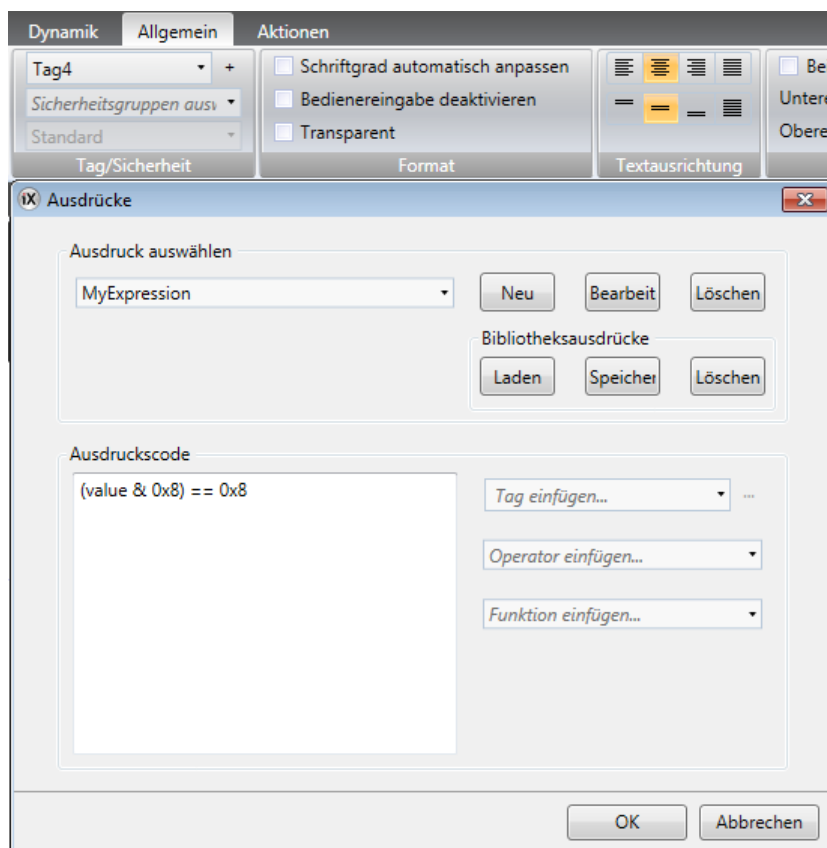 Dynamik Allgemein Aktionen
Tag4 +
Schriftgrad automatisch anpassen
Be
Sicherheitsgruppen ausv
Bedienereingabe deaktivieren
Untere
Standard
Transparent
Obere
Tag/Sicherheit Format Textausrichtung
iX Ausdrücke
Ausdruck auswählen
MyExpression Neu Bearbeit Löschen
Bibliotheksausdrücke
Laden Speicher Löschen
Ausdruckscode
(value & 0x8) == 0x8
Tag einfügen... ...
Operator einfügen...
Funktion einfügen...
OK Abbrechen